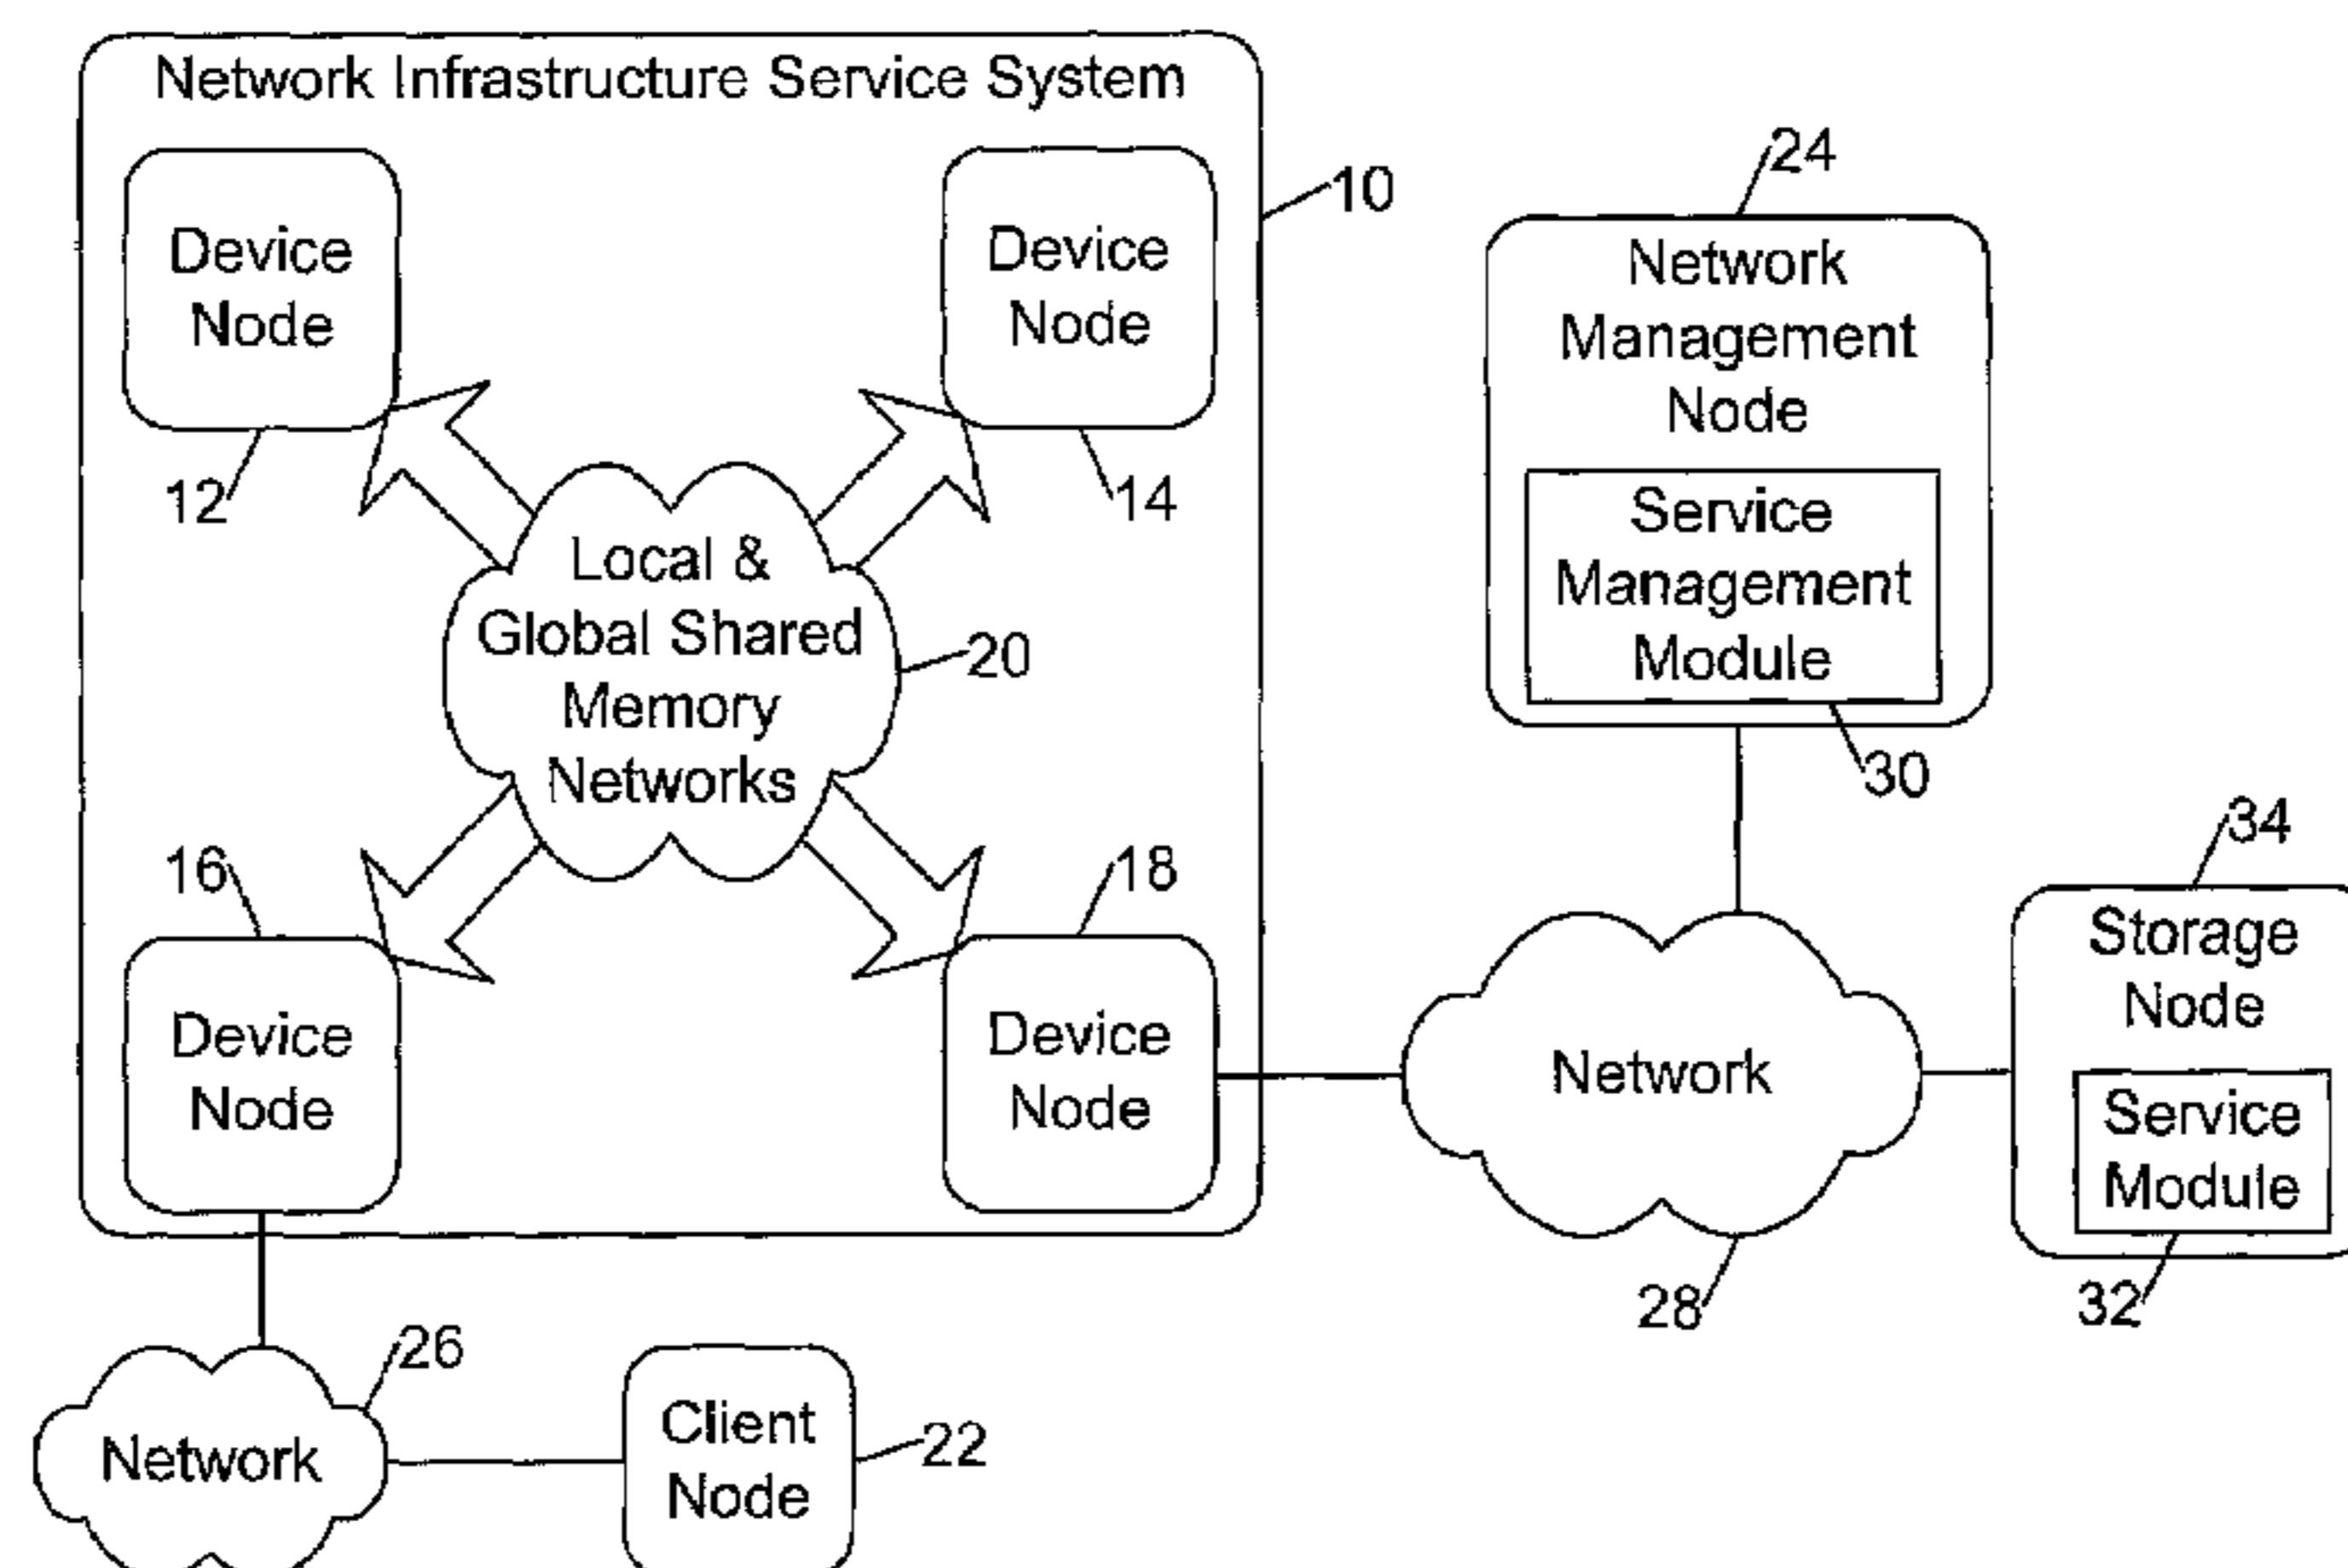 Network Infrastructure Service System
Device
Node
12
Device
Node
14
10
Local &
Global Shared
Memory
Networks
20
16
Device
Node
18
Device
Node
24
Network
Management
Node
Service
Management
Module
30
34
Storage
Node
Service
Module
32
Network
28
26
Network
Client
Node
22